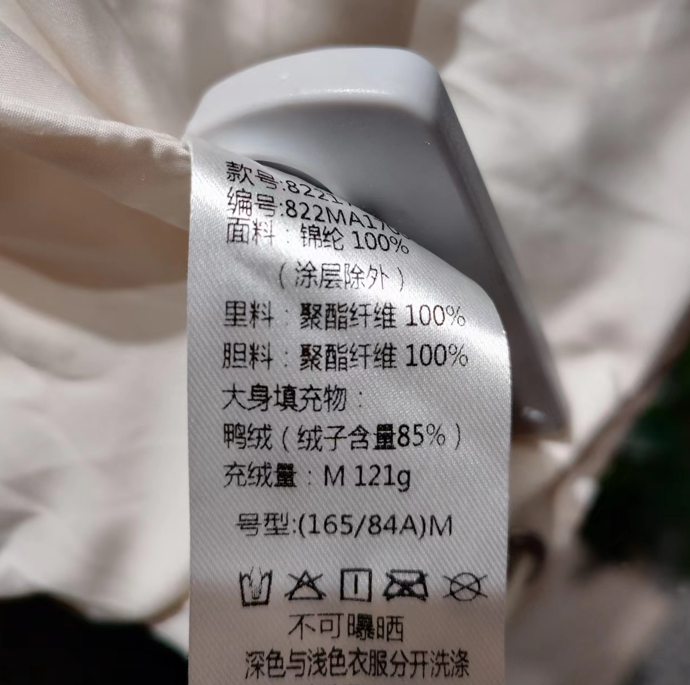 款号:8221
编号:822MA170
面料：锦纶 100%
（涂层除外）
里料：聚酯纤维 100%
胆料：聚酯纤维 100%
大身填充物：
鸭绒（绒子含量85%）
充绒量：M 121g
号型:(165/84A)M
不可曝晒
深色与浅色衣服分开洗涤